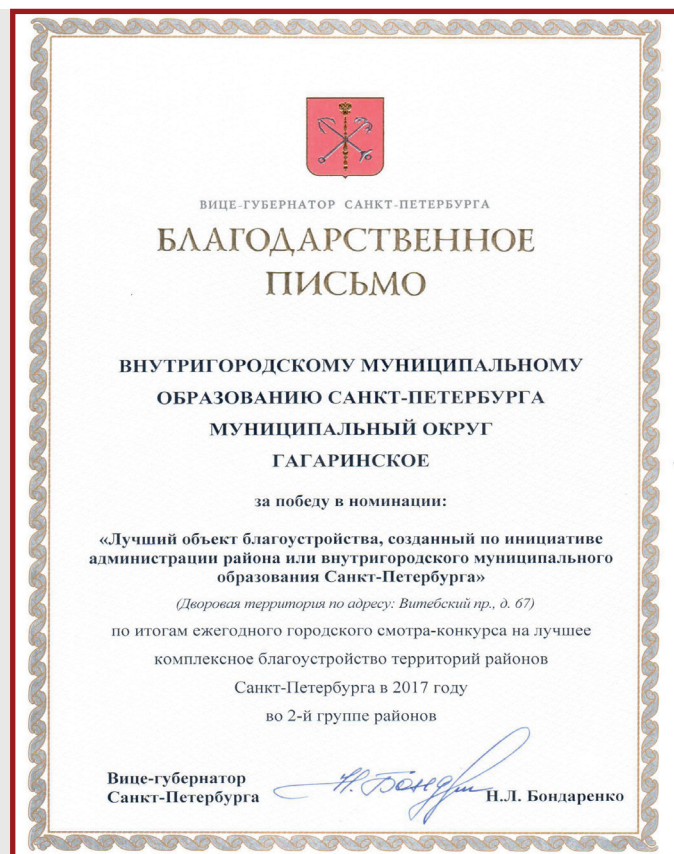 ВИЦЕ-ГУБЕРНАТОР САНКТ-ПЕТЕРБУРГА
БЛАГОДАРСТВЕННОЕ
ПИСЬМО
ВНУТРИГОРОДСКОМУ МУНИЦИПАЛЬНОМУ
ОБРАЗОВАНИЮ САНКТ-ПЕТЕРБУРГА
МУНИЦИПАЛЬНЫЙ ОКРУГ
ГАГАРИНСКОЕ
за победу в номинации:
«Лучший объект благоустройства, созданный по инициативе
администрации района или внутригородского муниципального
образования Санкт-Петербурга»
(Дворовая территория по адресу: Витебский пр., д. 67)
по итогам ежегодного городского смотра-конкурса на лучшее
комплексное благоустройство территорий районов
Санкт-Петербурга в 2017 году
во 2-й группе районов
Вице-губернатор
Санкт-Петербурга Н.Л. Бондаренко